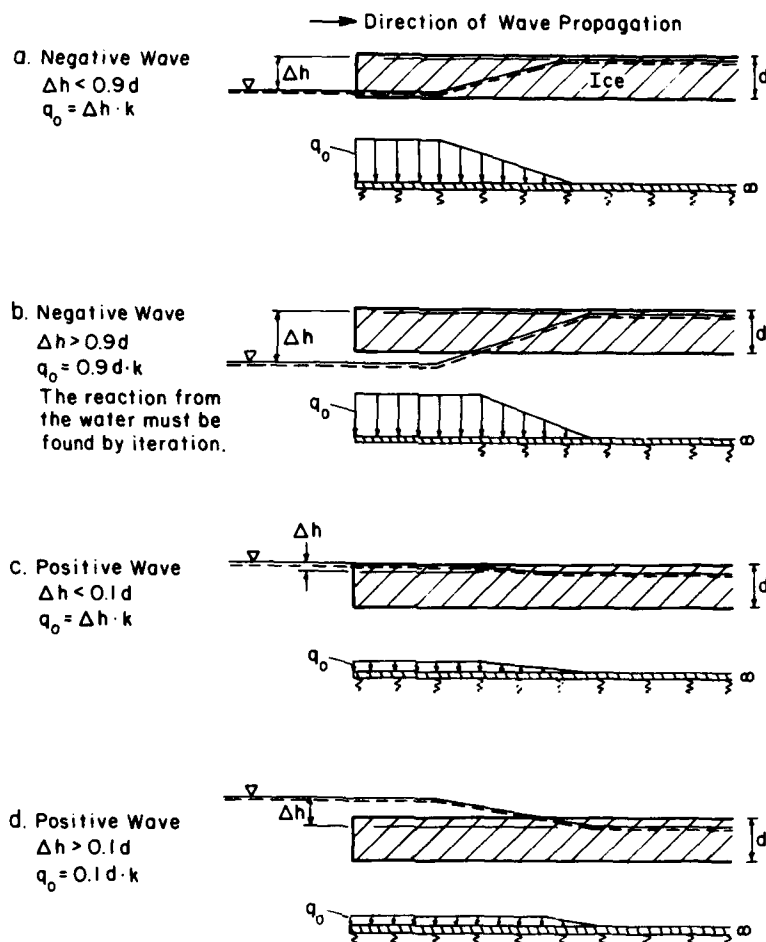 Direction of Wave Propagation
a. Negative Wave
Δh < 0.9d
q₀ = Δh · k
Δh
Ice
d
q₀
∞
b. Negative Wave
Δh > 0.9d
q₀ = 0.9d · k
The reaction from
the water must be
found by iteration.
Δh
d
q₀
∞
c. Positive Wave
Δh < 0.1d
q₀ = Δh · k
Δh
d
q₀
∞
d. Positive Wave
Δh > 0.1d
q₀ = 0.1d · k
Δh
d
q₀
∞